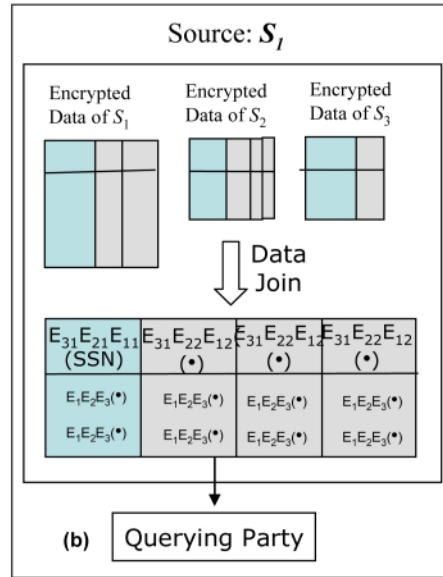 Source: S₁
Encrypted Data of S₁
Encrypted Data of S₂
Encrypted Data of S₃
Data
Join
E₃₁E₂₁E₁₁ (SSN)
E₃₁E₂₂E₁₂ (•)
E₃₁E₂₂E₁₂ (•)
E₃₁E₂₂E₁₂ (•)
E₁E₂E₃(•) E₁E₂E₃(•) E₁E₂E₃(•) E₁E₂E₃(•)
E₁E₂E₃(•) E₁E₂E₃(•) E₁E₂E₃(•) E₁E₂E₃(•)
(b) Querying Party